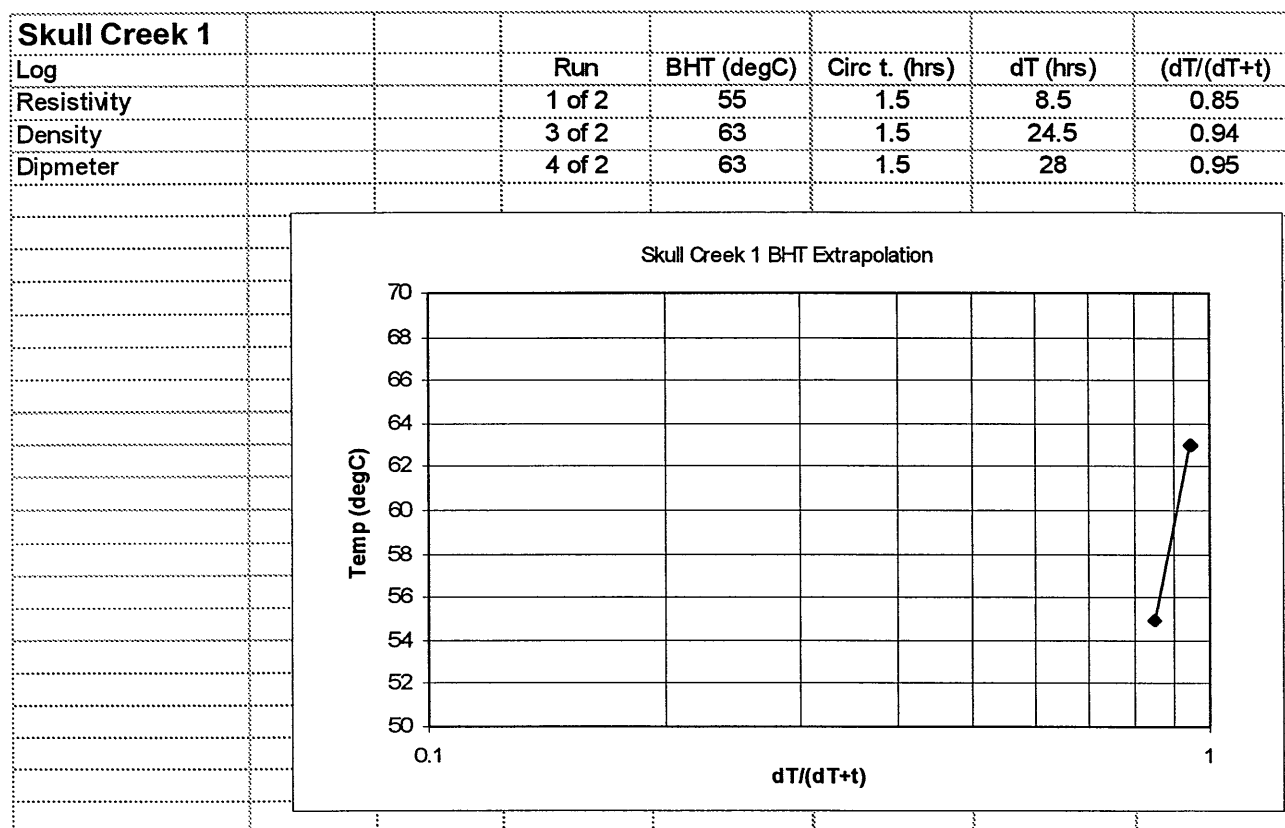 Skull Creek 1
Log Run BHT (degC) Circ t. (hrs) dT (hrs) (dT/(dT+t)
Resistivity 1 of 2 55 1.5 8.5 0.85
Density 3 of 2 63 1.5 24.5 0.94
Dipmeter 4 of 2 63 1.5 28 0.95
Skull Creek 1 BHT Extrapolation
70
68
66
64
62
60
58
56
54
52
50
Temp (degC)
0.1 1
dT/(dT+t)